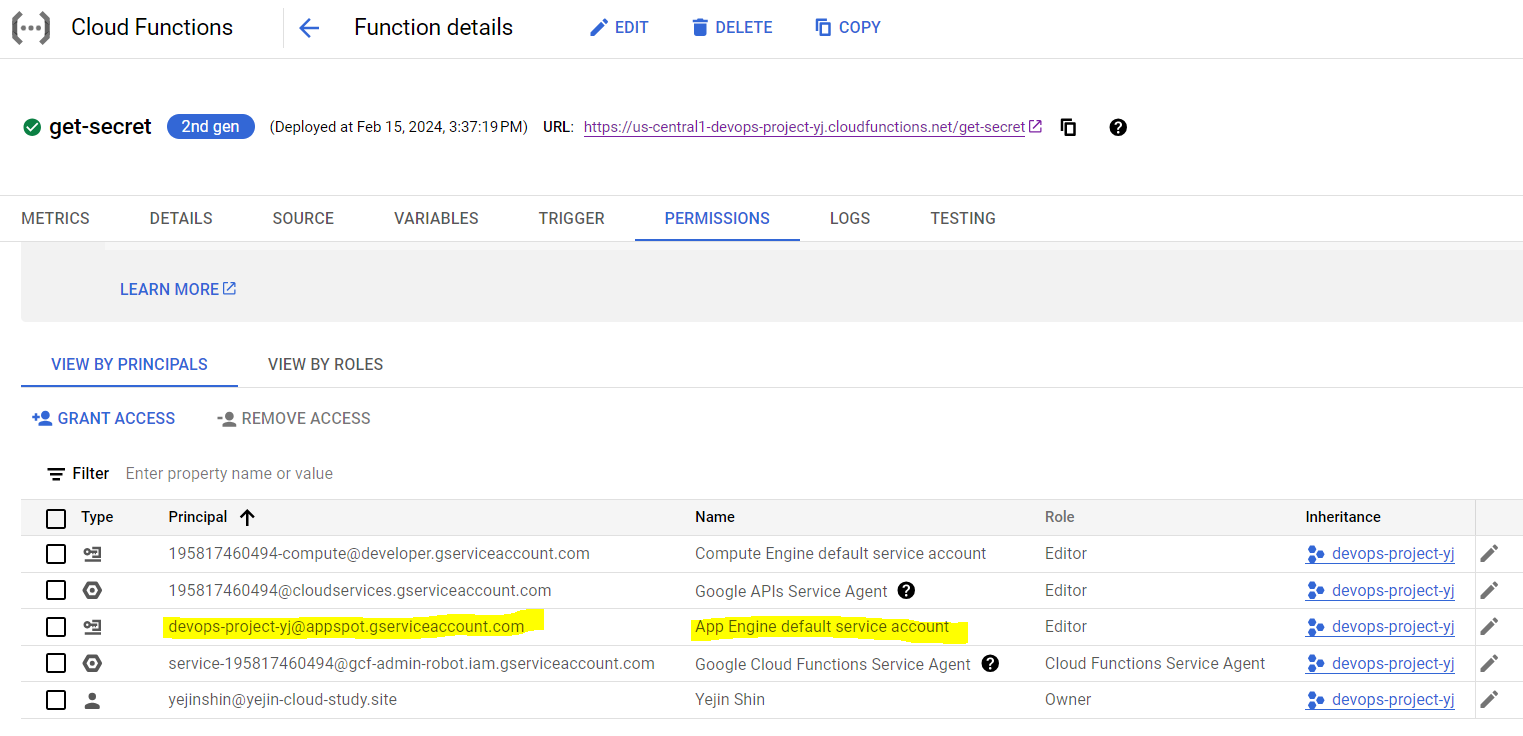 Cloud Functions Function details EDIT DELETE COPY
get-secret 2nd gen (Deployed at Feb 15, 2024, 3:37:19 PM) URL: https://us-central1-devops-project-yj.cloudfunctions.net/get-secret
METRICS DETAILS SOURCE VARIABLES TRIGGER PERMISSIONS LOGS TESTING
LEARN MORE
VIEW BY PRINCIPALS VIEW BY ROLES
GRANT ACCESS REMOVE ACCESS
Filter Enter property name or value
Type Principal Name Role Inheritance
195817460494-compute@developer.gserviceaccount.com Compute Engine default service account Editor devops-project-yj
195817460494@cloudservices.gserviceaccount.com Google APIs Service Agent Editor devops-project-yj
devops-project-yj@appspot.gserviceaccount.com App Engine default service account Editor devops-project-yj
service-195817460494@gcf-admin-robot.iam.gserviceaccount.com Google Cloud Functions Service Agent Cloud Functions Service Agent devops-project-yj
yejinshin@yejin-cloud-study.site Yejin Shin Owner devops-project-yj